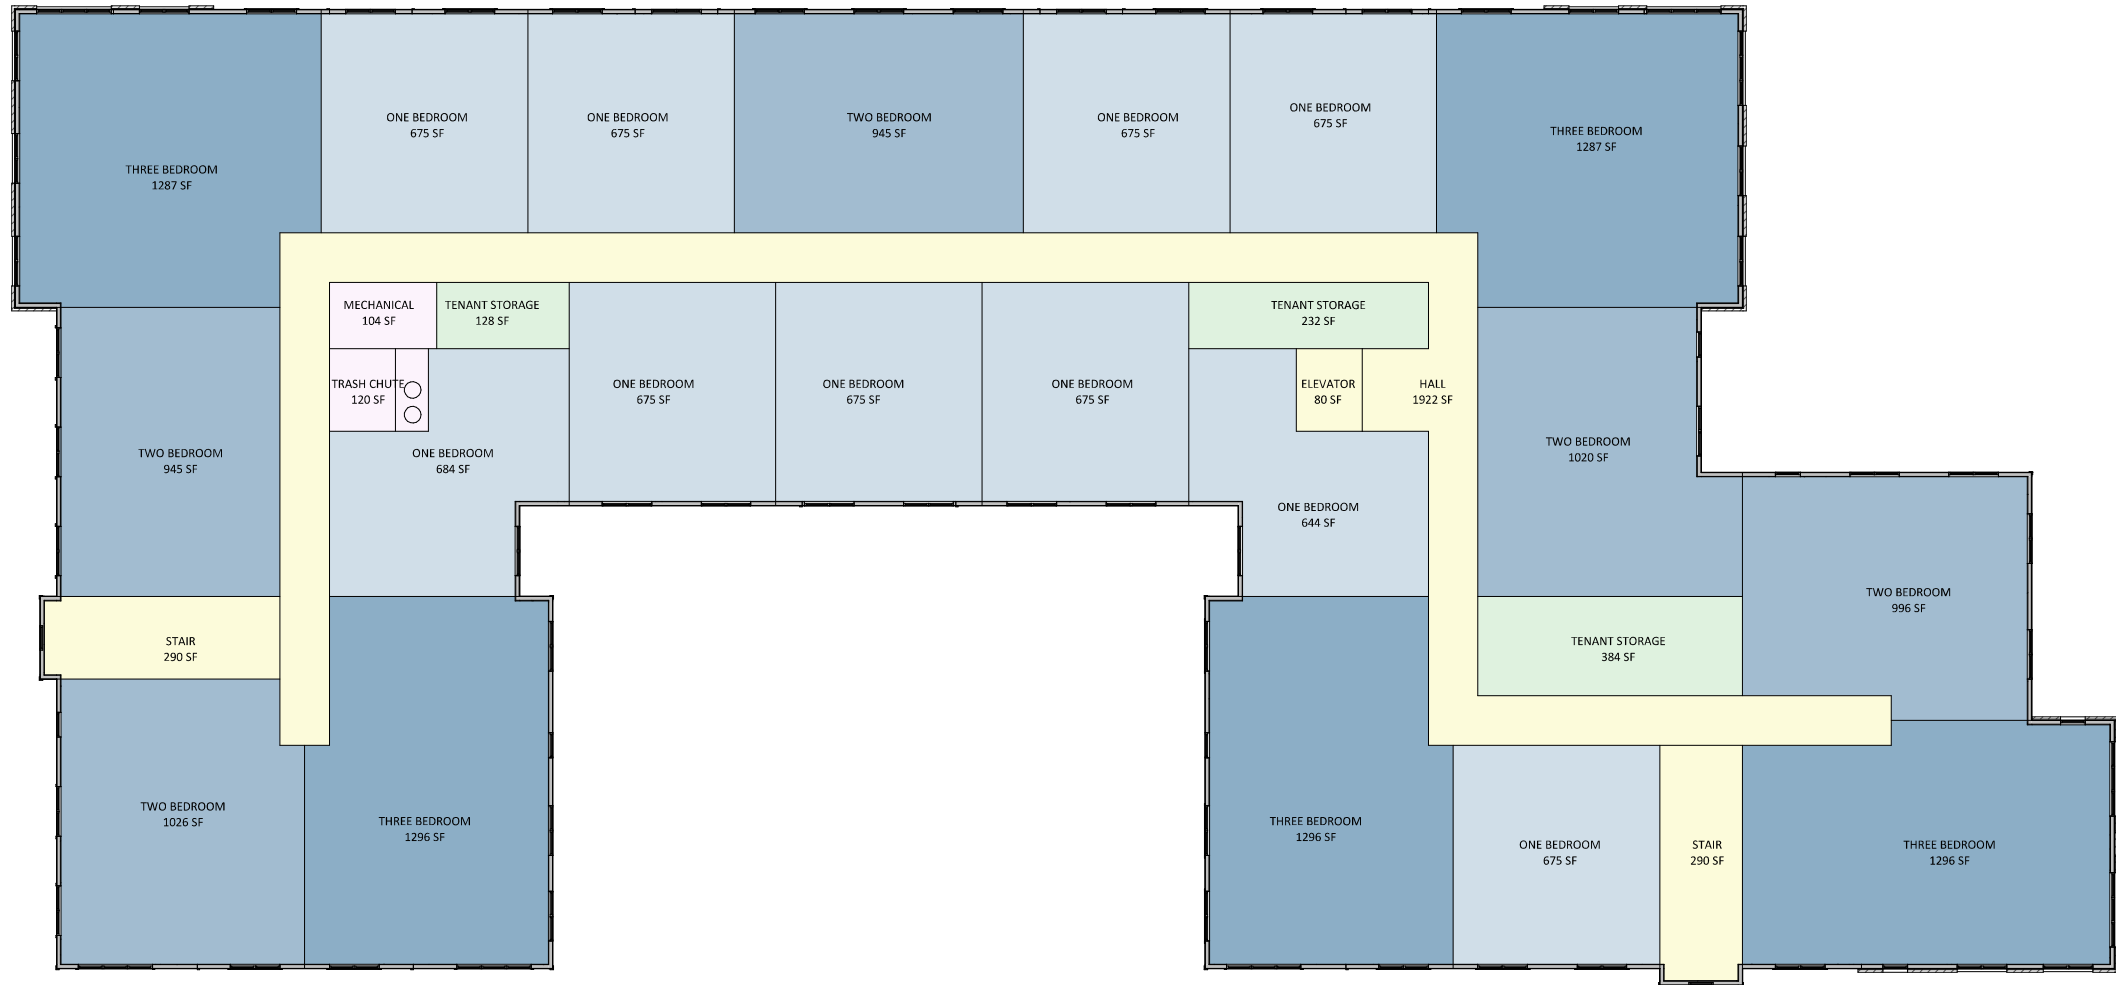 THREE BEDROOM
1287 SF
ONE BEDROOM
675 SF
ONE BEDROOM
675 SF
TWO BEDROOM
945 SF
ONE BEDROOM
675 SF
ONE BEDROOM
675 SF
THREE BEDROOM
1287 SF
MECHANICAL
104 SF
TENANT STORAGE
128 SF
TENANT STORAGE
232 SF
TRASH CHUTE
120 SF
ONE BEDROOM
675 SF
ONE BEDROOM
675 SF
ONE BEDROOM
675 SF
ELEVATOR
80 SF
HALL
1922 SF
TWO BEDROOM
945 SF
ONE BEDROOM
684 SF
TWO BEDROOM
1020 SF
ONE BEDROOM
644 SF
TWO BEDROOM
996 SF
STAIR
290 SF
TENANT STORAGE
384 SF
TWO BEDROOM
1026 SF
THREE BEDROOM
1296 SF
THREE BEDROOM
1296 SF
ONE BEDROOM
675 SF
STAIR
290 SF
THREE BEDROOM
1296 SF